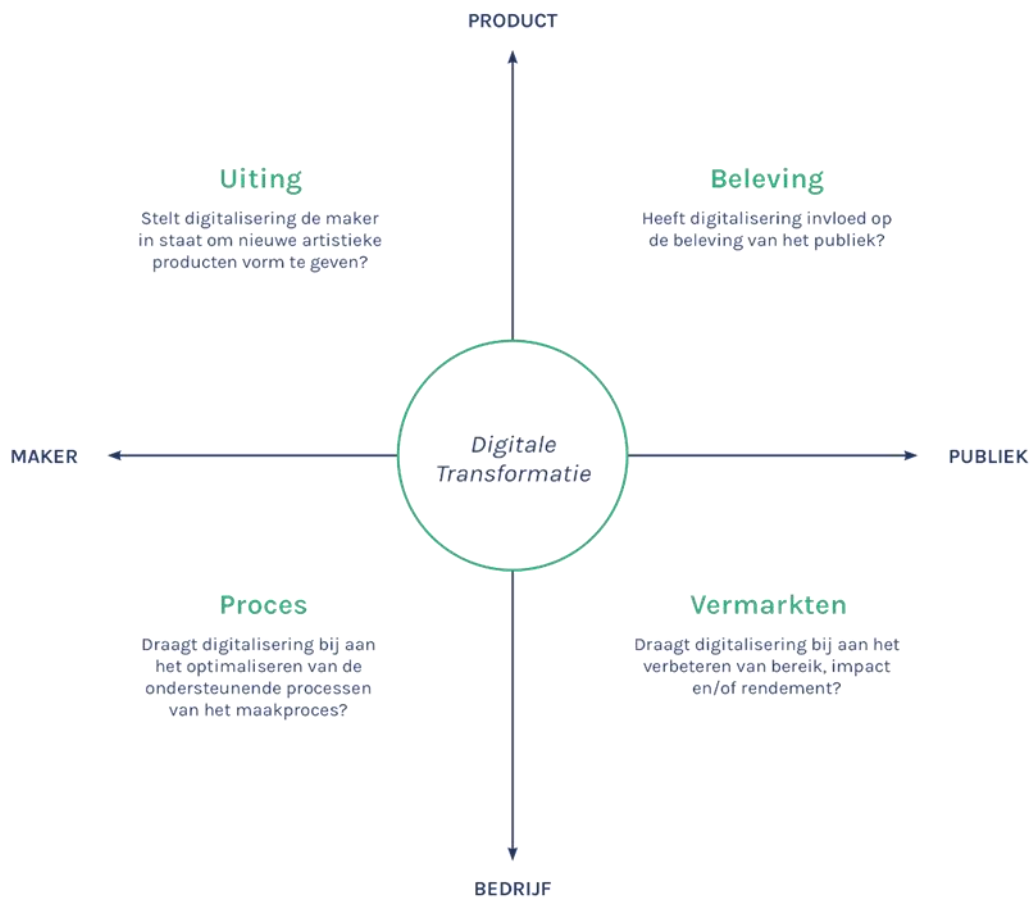 PRODUCT
Uiting
Stelt digitalisering de maker
in staat om nieuwe artistieke
producten vorm te geven?
Beleving
Heeft digitalisering invloed op
de beleving van het publiek?
MAKER
Digitale
Transformatie
PUBLIEK
Proces
Draagt digitalisering bij aan
het optimaliseren van de
ondersteunende processen
van het maakproces?
Vermarkten
Draagt digitalisering bij aan het
verbeteren van bereik, impact
en/of rendement?
BEDRIJF